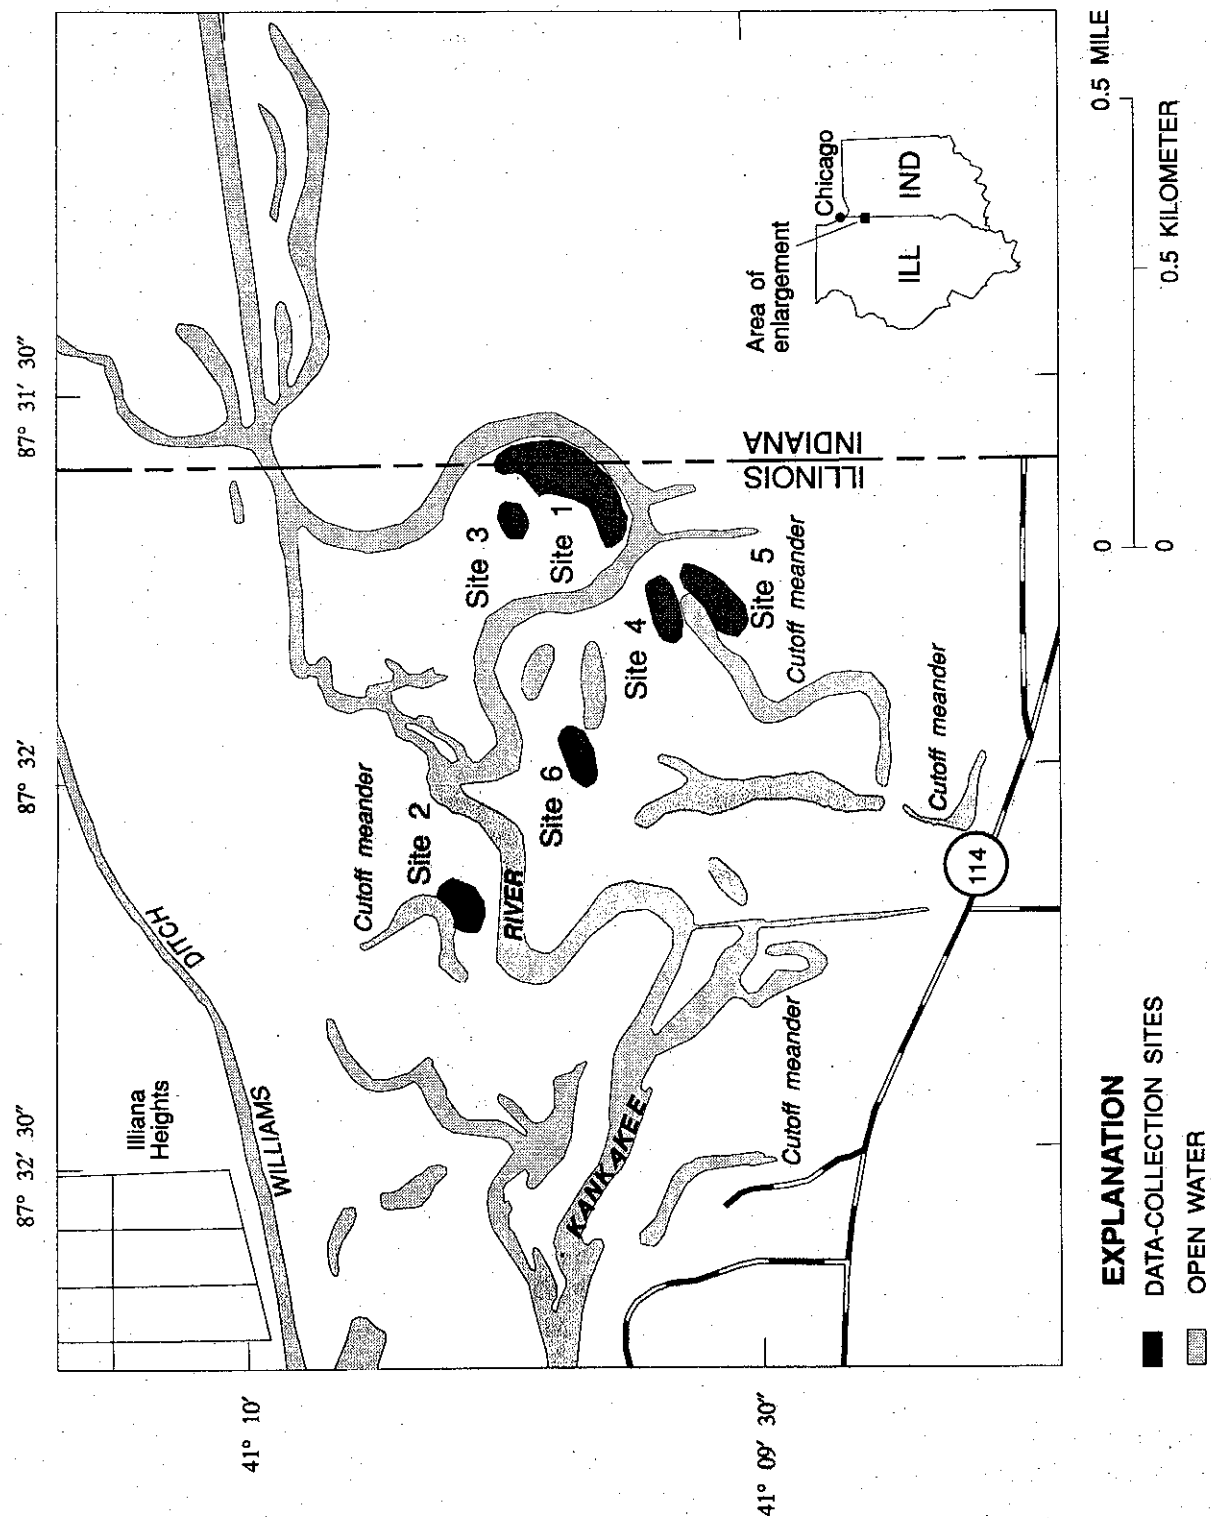 87° 32' 30"
87° 32'
87° 31' 30"
41° 10'
41° 09' 30"
Illiana
Heights
WILLIAMS
DITCH
Cutoff meander
Site 2
RIVER
KANKAKEE
Site 6
Site 3
Site 1
Site 4
Site 5
Cutoff meander
Cutoff meander
Cutoff meander
114
ILLINOIS
INDIANA
Area of
enlargement
Chicago
ILL
IND
EXPLANATION
DATA-COLLECTION SITES
OPEN WATER
0
0.5 MILE
0
0.5 KILOMETER